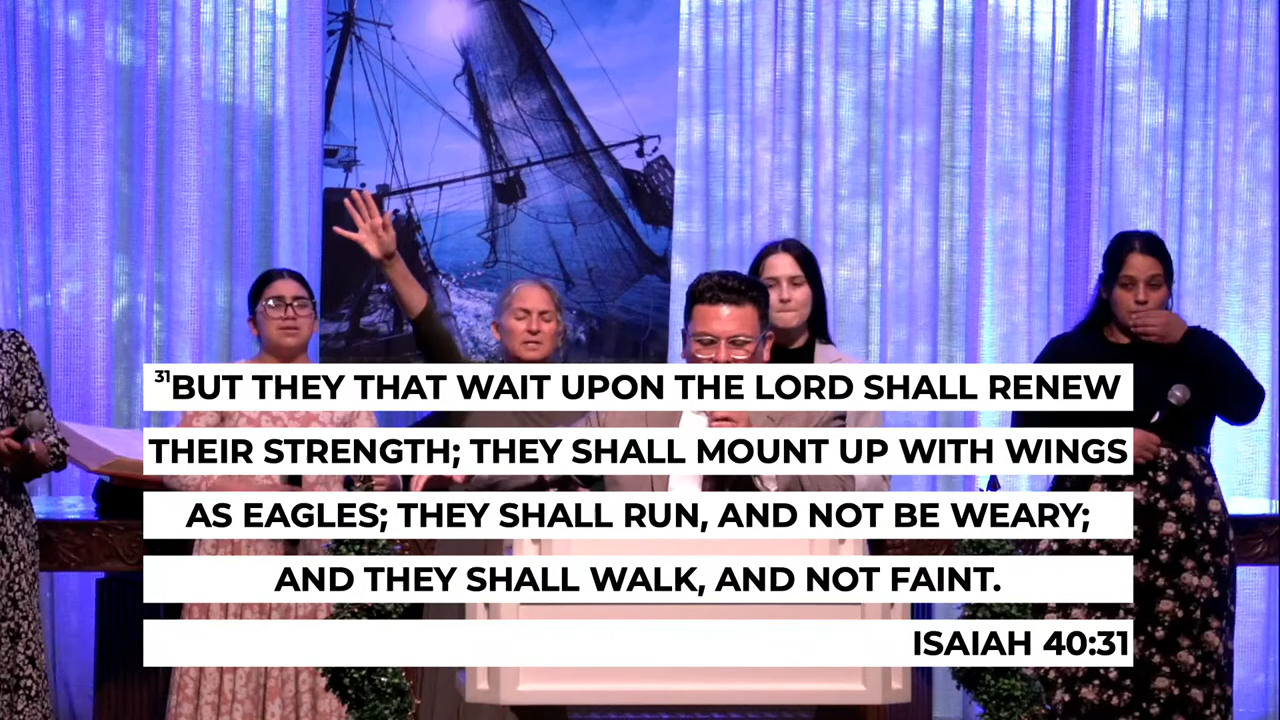 31BUT THEY THAT WAIT UPON THE LORD SHALL RENEW
THEIR STRENGTH; THEY SHALL MOUNT UP WITH WINGS
AS EAGLES; THEY SHALL RUN, AND NOT BE WEARY;
AND THEY SHALL WALK, AND NOT FAINT.
ISAIAH 40:31